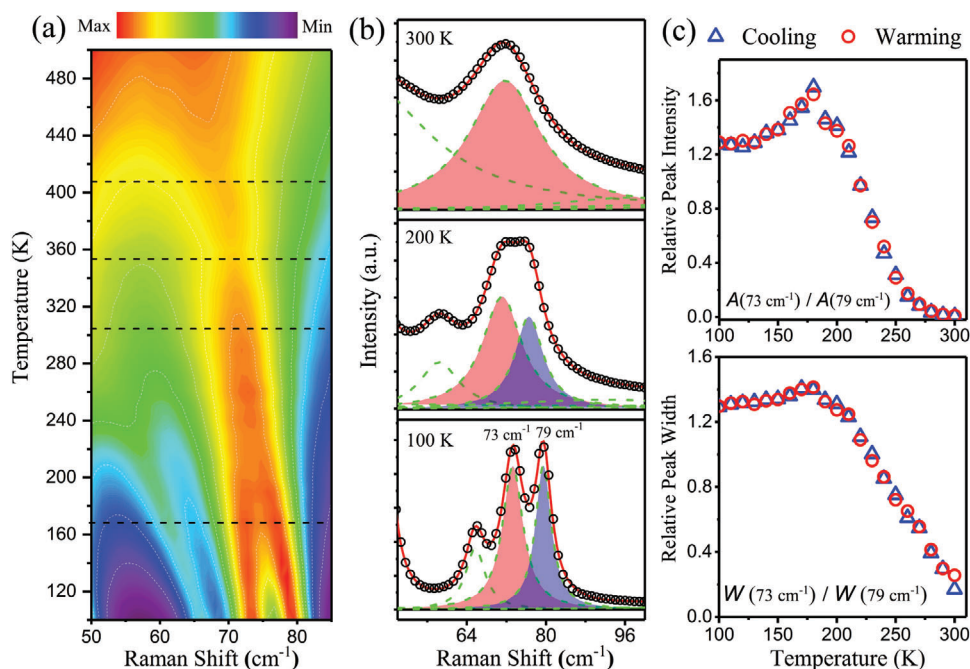 (a) Max Min
Temperature (K)
480
440
400
360
320
280
240
200
160
120
50 60 70 80
Raman Shift (cm⁻¹)
(b)
Intensity (a.u.)
300 K
200 K
100 K
73 cm⁻¹ 79 cm⁻¹
64 80 96
Raman Shift (cm⁻¹)
(c) Cooling Warming
Relative Peak Intensity
1.6
1.2
0.8
0.4
0.0
A(73 cm⁻¹) / A(79 cm⁻¹)
100 150 200 250 300
Relative Peak Width
1.6
1.2
0.8
0.4
0.0
W (73 cm⁻¹) / W (79 cm⁻¹)
100 150 200 250 300
Temperature (K)